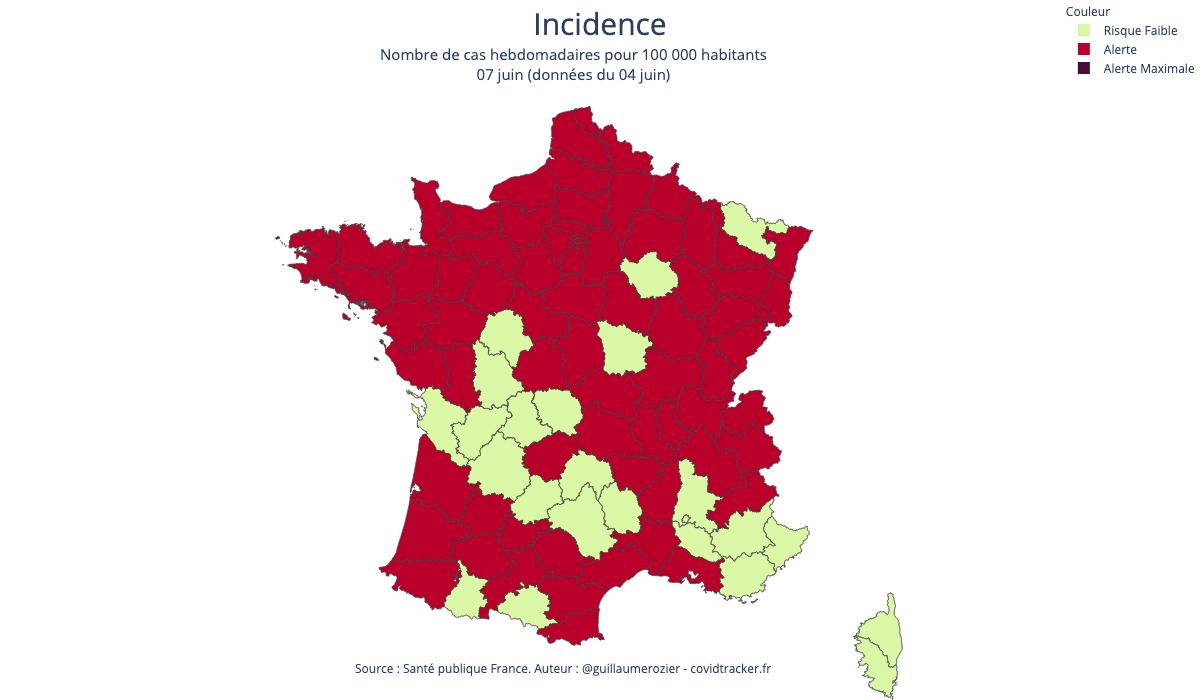 Incidence
Nombre de cas hebdomadaires pour 100 000 habitants
07 juin (données du 04 juin)
Couleur
Risque Faible
Alerte
Alerte Maximale
Source : Santé publique France. Auteur : @guillaumerozier - covidtracker.fr